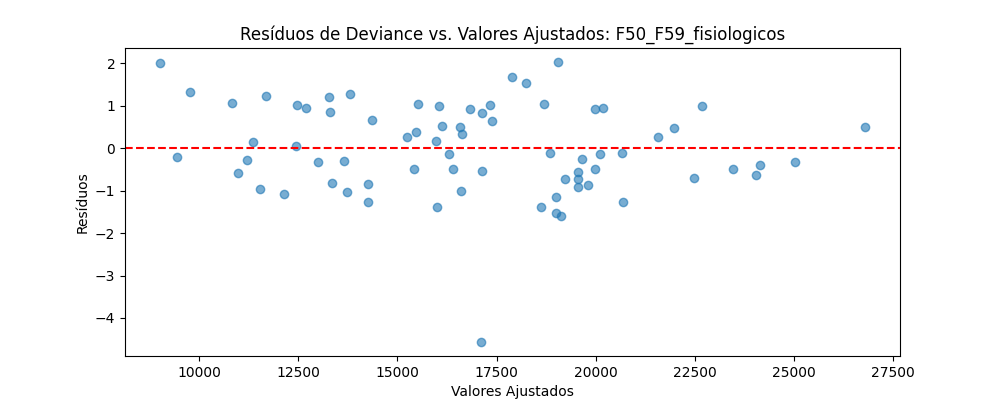 Resíduos de Deviance vs. Valores Ajustados: F50_F59_fisiologicos
2
1
0
−1
−2
−3
−4
Resíduos
10000 12500 15000 17500 20000 22500 25000 27500
Valores Ajustados